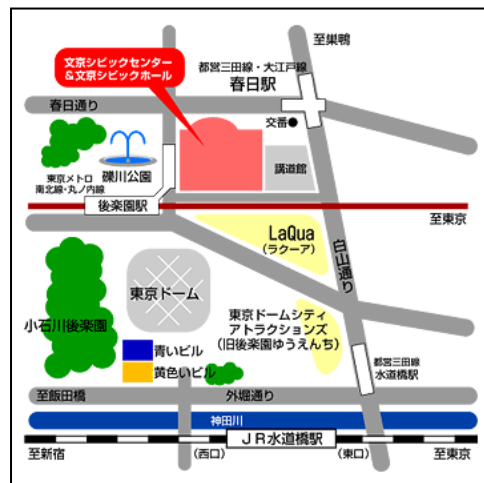 至巣鴨
文京シビックセンター
&文京シビックホール
都営三田線・大江戸線
春日駅
春日通り
交番●
東京メトロ
南北線・丸ノ内線
礫川公園
講道館
後楽園駅
至東京
LaQua
(ラクーア)
白山通り
東京ドーム
小石川後楽園
東京ドームシティ
アトラクションズ
(旧後楽園ゆうえんち)
青いビル
黄色いビル
都営三田線
水道橋駅
至飯田橋
外堀通り
神田川
JR水道橋駅
至新宿
(西口)
(東口)
至東京